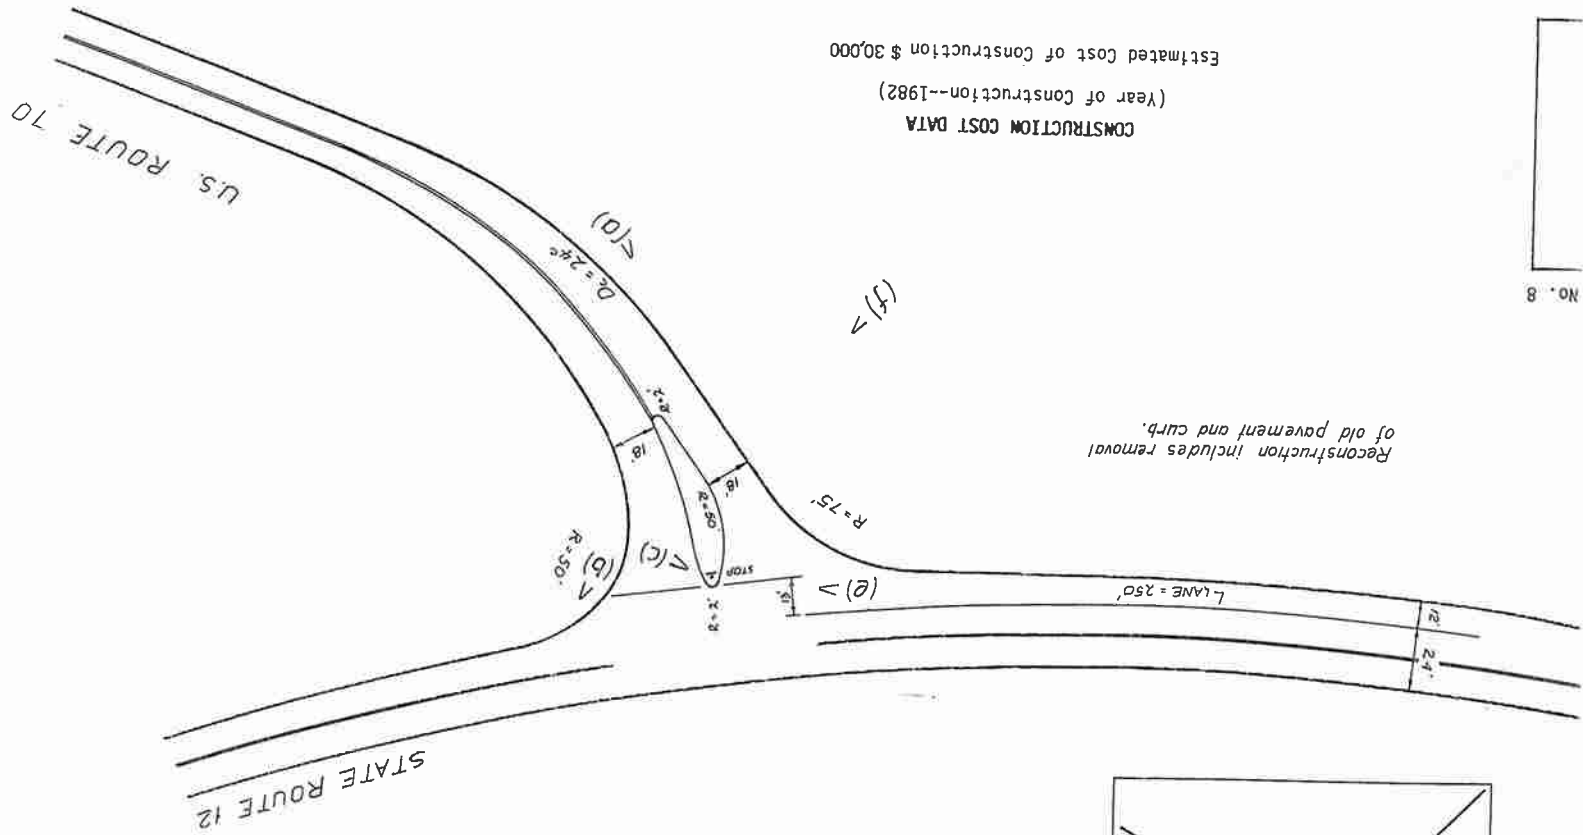 STATE ROUTE 12
24'
12'
L LANE = 250'
(e)
13'
R=2'
STOP
(b)
R=50'
(c)
R=50'
R=75'
18'
18'
R=2'
Reconstruction includes removal
of old pavement and curb.
No. 8
(f)
(a)
Dc = 24°
U.S. ROUTE 70
CONSTRUCTION COST DATA
(Year of Construction--1982)
Estimated Cost of Construction $ 30,000